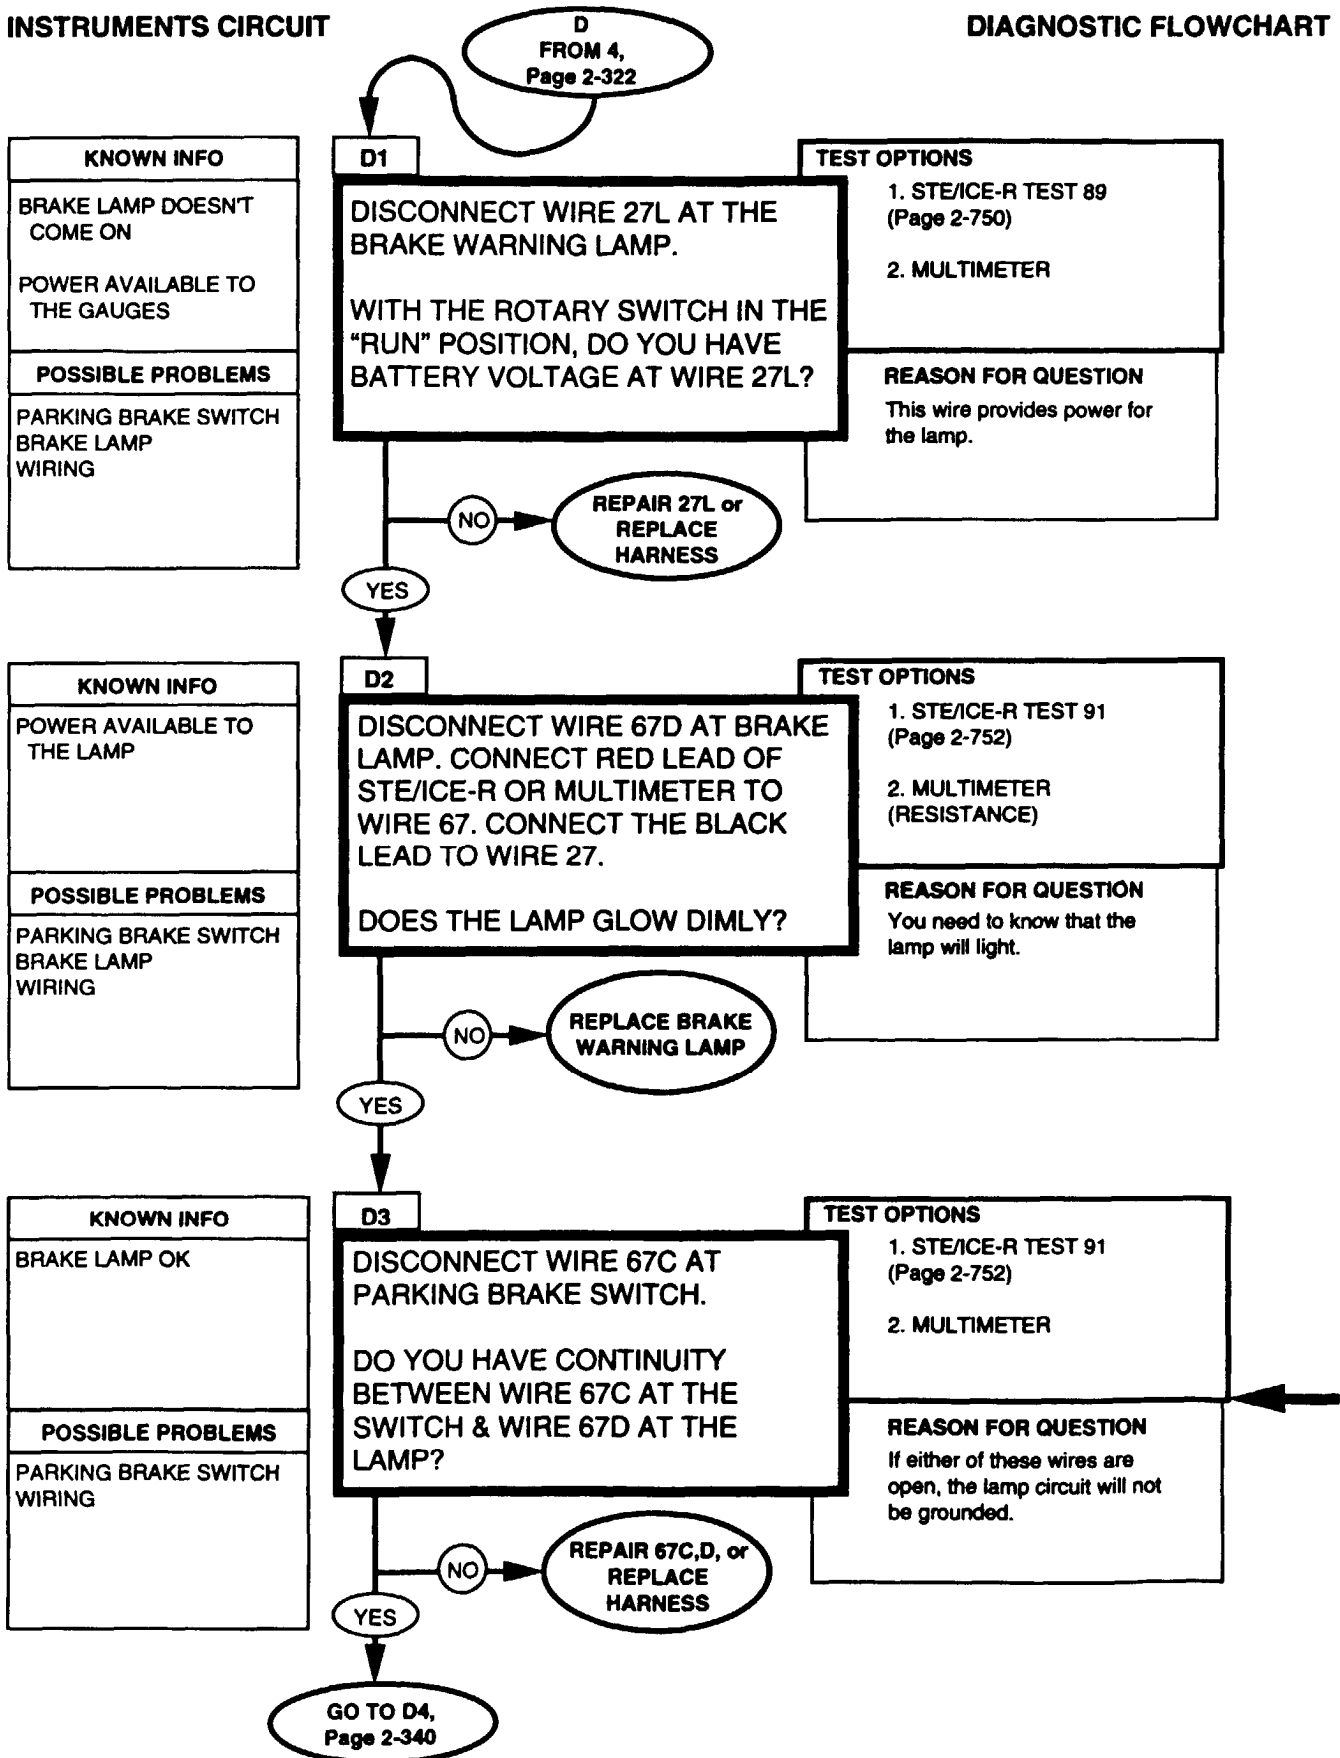 INSTRUMENTS CIRCUIT
DIAGNOSTIC FLOWCHART
D
FROM 4,
Page 2-322
KNOWN INFO
BRAKE LAMP DOESN'T
COME ON
POWER AVAILABLE TO
THE GAUGES
POSSIBLE PROBLEMS
PARKING BRAKE SWITCH
BRAKE LAMP
WIRING
D1
DISCONNECT WIRE 27L AT THE
BRAKE WARNING LAMP.
WITH THE ROTARY SWITCH IN THE
"RUN" POSITION, DO YOU HAVE
BATTERY VOLTAGE AT WIRE 27L?
TEST OPTIONS
1. STE/ICE-R TEST 89
(Page 2-750)
2. MULTIMETER
REASON FOR QUESTION
This wire provides power for
the lamp.
NO
REPAIR 27L or
REPLACE
HARNESS
YES
KNOWN INFO
POWER AVAILABLE TO
THE LAMP
POSSIBLE PROBLEMS
PARKING BRAKE SWITCH
BRAKE LAMP
WIRING
D2
DISCONNECT WIRE 67D AT BRAKE
LAMP. CONNECT RED LEAD OF
STE/ICE-R OR MULTIMETER TO
WIRE 67. CONNECT THE BLACK
LEAD TO WIRE 27.
DOES THE LAMP GLOW DIMLY?
TEST OPTIONS
1. STE/ICE-R TEST 91
(Page 2-752)
2. MULTIMETER
(RESISTANCE)
REASON FOR QUESTION
You need to know that the
lamp will light.
NO
REPLACE BRAKE
WARNING LAMP
YES
KNOWN INFO
BRAKE LAMP OK
POSSIBLE PROBLEMS
PARKING BRAKE SWITCH
WIRING
D3
DISCONNECT WIRE 67C AT
PARKING BRAKE SWITCH.
DO YOU HAVE CONTINUITY
BETWEEN WIRE 67C AT THE
SWITCH & WIRE 67D AT THE
LAMP?
TEST OPTIONS
1. STE/ICE-R TEST 91
(Page 2-752)
2. MULTIMETER
REASON FOR QUESTION
If either of these wires are
open, the lamp circuit will not
be grounded.
NO
REPAIR 67C,D, or
REPLACE
HARNESS
YES
GO TO D4,
Page 2-340